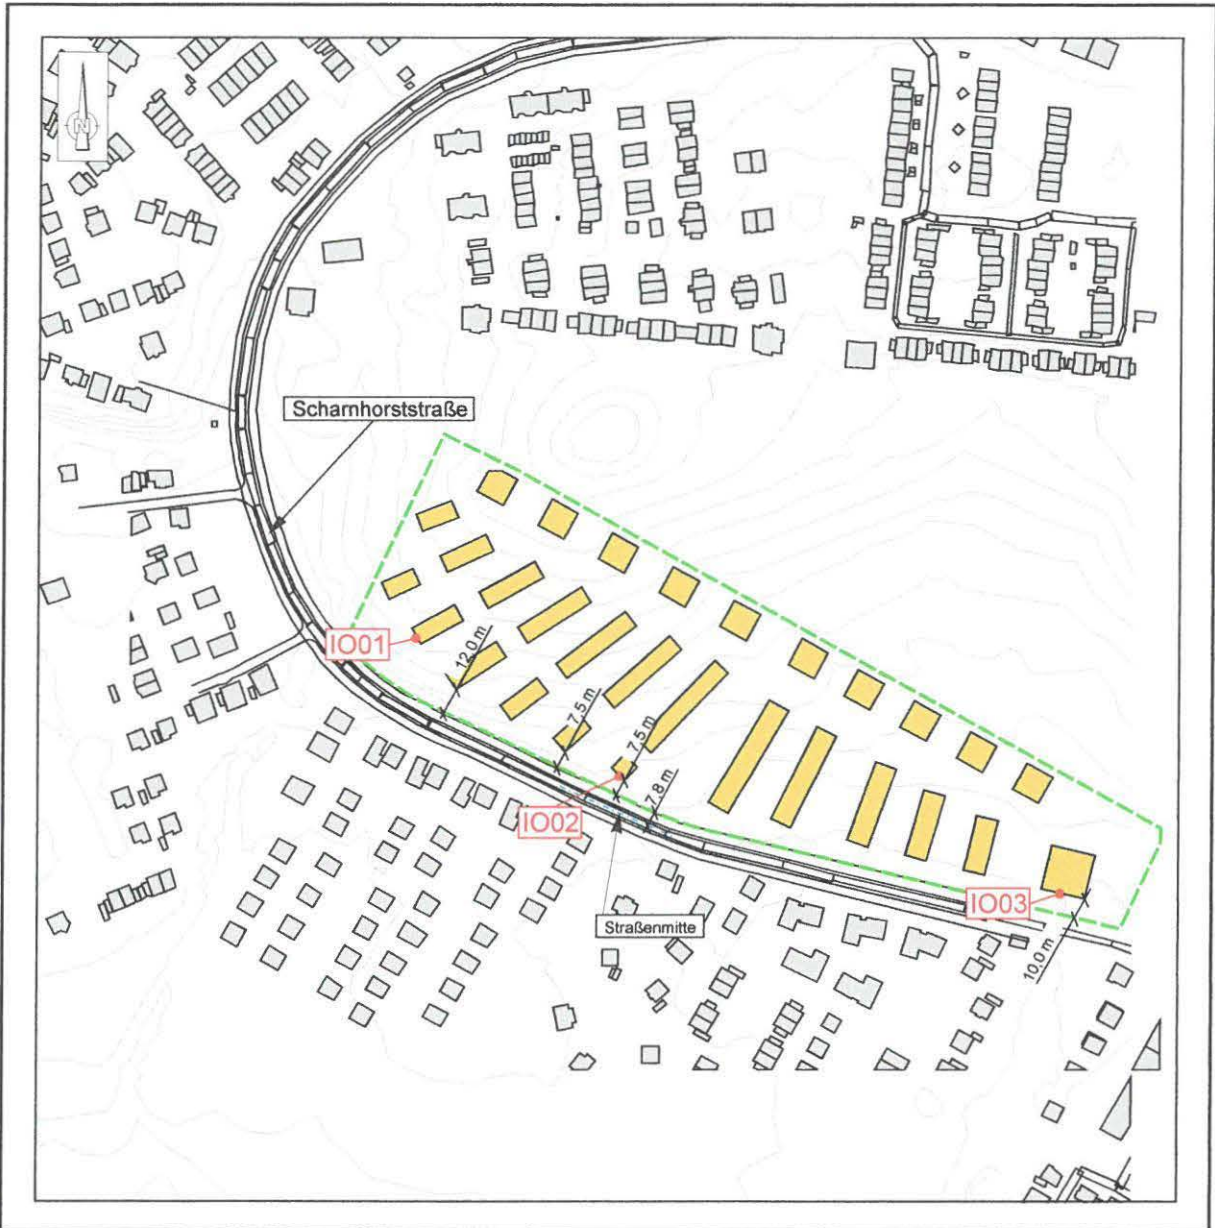 N
Scharnhorststraße
IO01
12,0 m
7,5 m
7,5 m
7,8 m
IO02
IO03
Straßenmitte
10,0 m